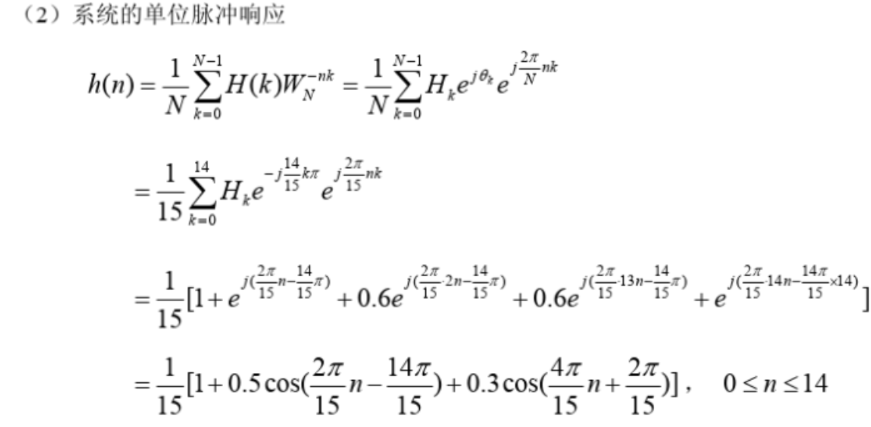 （2）系统的单位脉冲响应
h(n) = \frac{1}{N}\sum_{k=0}^{N-1} H(k)W_N^{-nk} = \frac{1}{N}\sum_{k=0}^{N-1} H_k e^{j\theta_k} e^{j\frac{2\pi}{N}nk}
= \frac{1}{15}\sum_{k=0}^{14} H_k e^{-j\frac{14}{15}k\pi} e^{j\frac{2\pi}{15}nk}
= \frac{1}{15}[1 + e^{j(\frac{2\pi}{15}n-\frac{14}{15}\pi)} + 0.6e^{j(\frac{2\pi}{15}\cdot 2n-\frac{14}{15}\pi)} + 0.6e^{j(\frac{2\pi}{15}\cdot 13n-\frac{14}{15}\pi)} + e^{j(\frac{2\pi}{15}\cdot 14n-\frac{14\pi}{15}\times 14)}]
= \frac{1}{15}[1 + 0.5\cos(\frac{2\pi}{15}n - \frac{14\pi}{15}) + 0.3\cos(\frac{4\pi}{15}n + \frac{2\pi}{15})]， 0 ≤ n ≤ 14